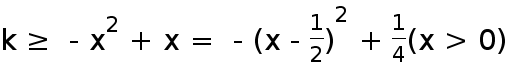 k ≥ - x² + x = - (x - 1/2)² + 1/4(x > 0)